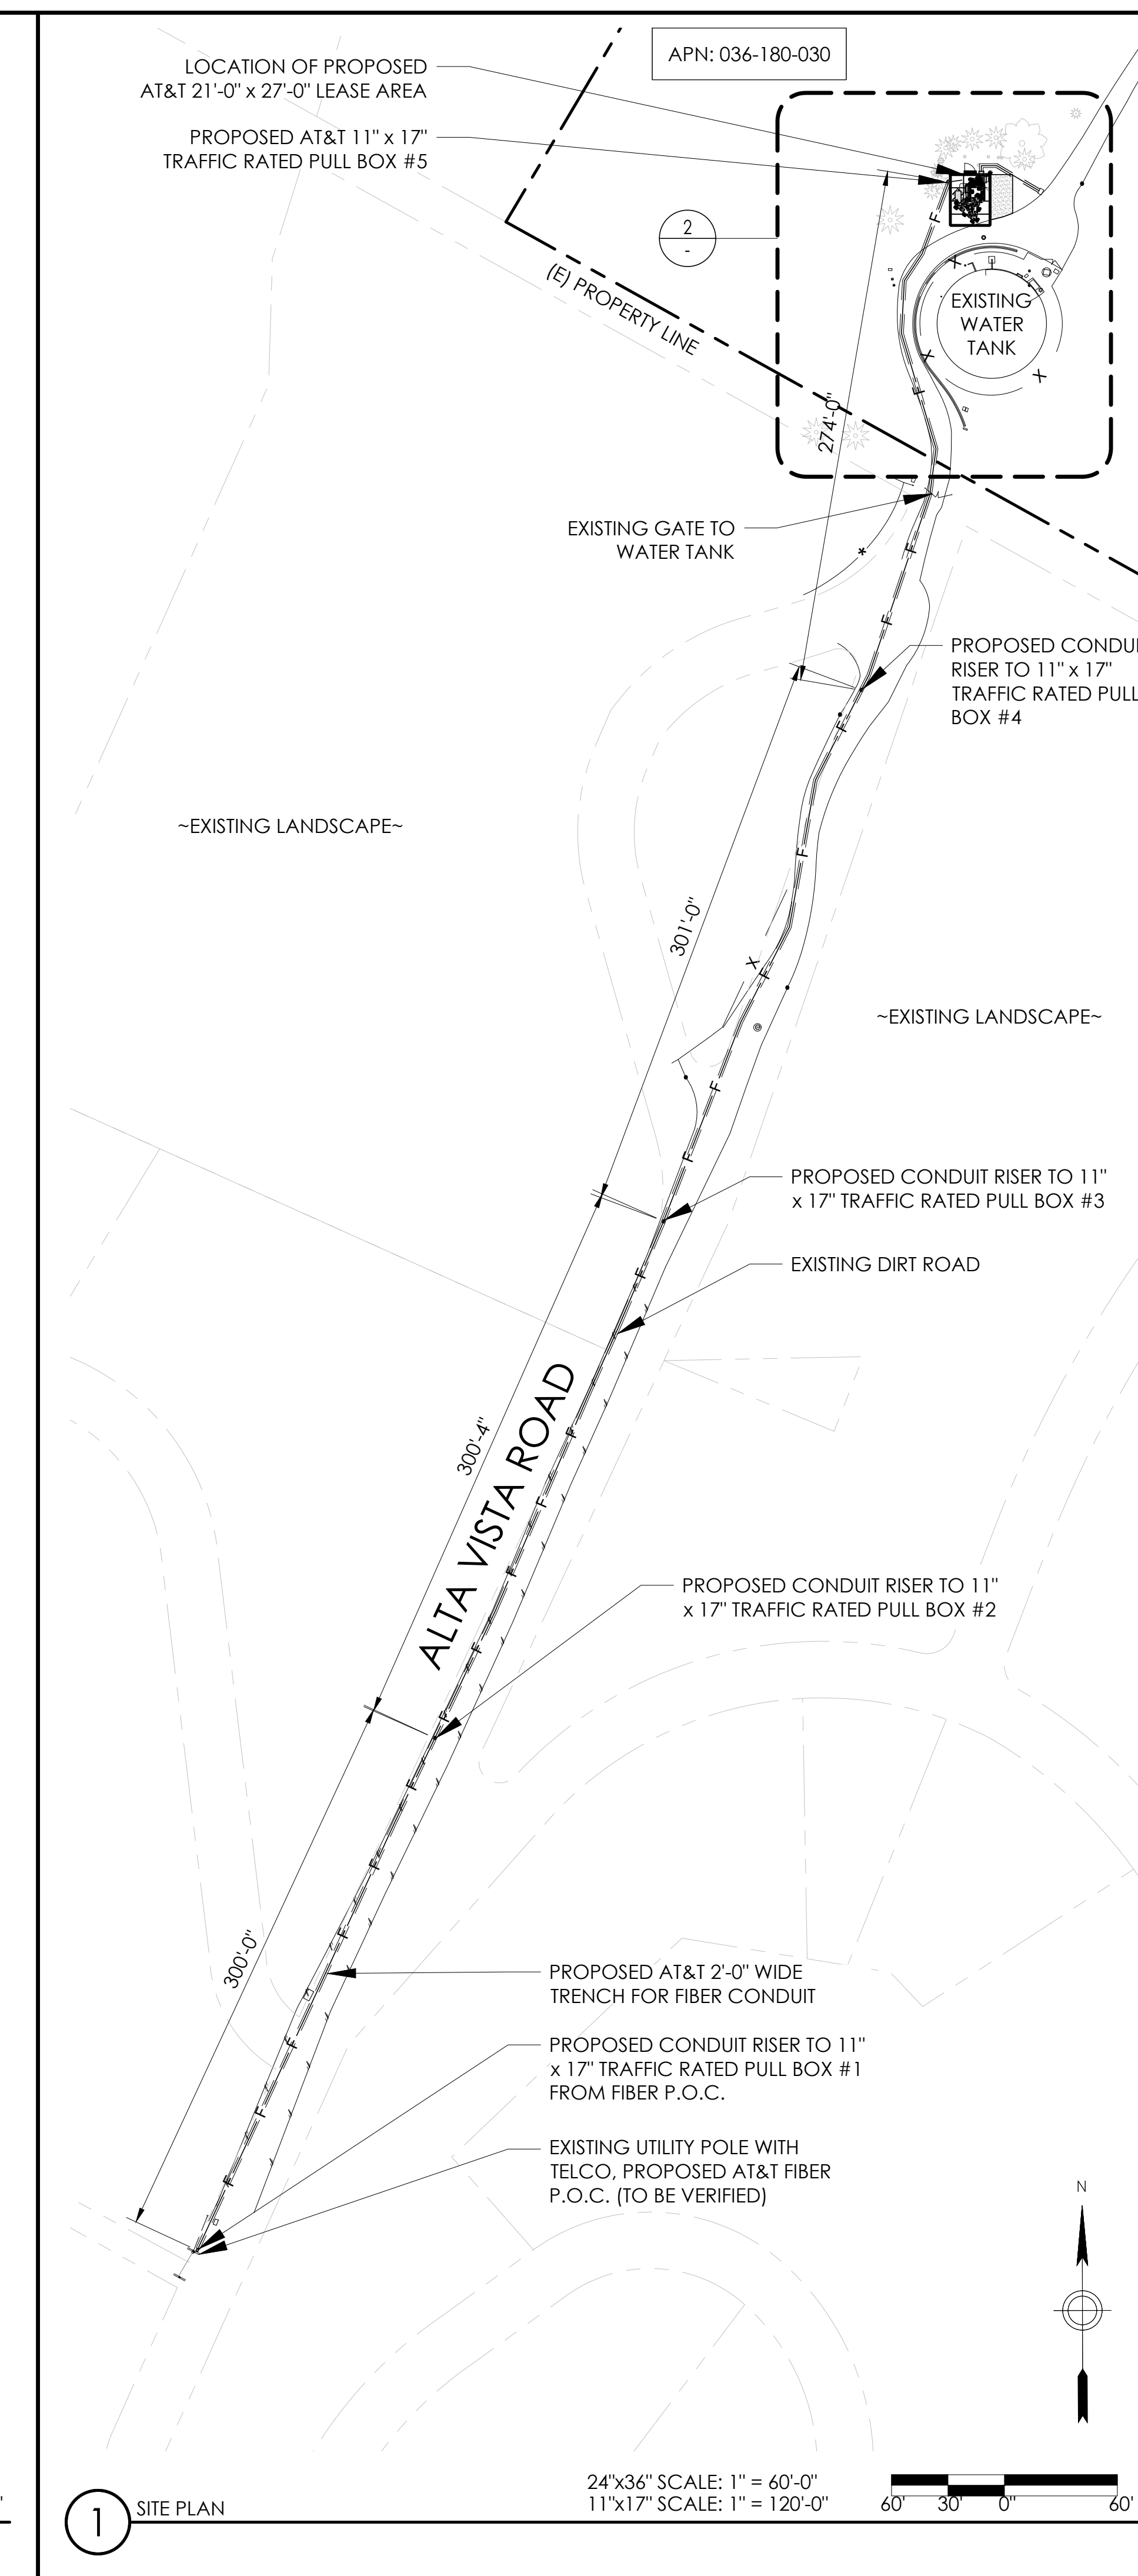 APN: 036-180-030
LOCATION OF PROPOSED
AT&T 21'-0" x 27'-0" LEASE AREA
PROPOSED AT&T 11" x 17"
TRAFFIC RATED PULL BOX #5
2
-
(E) PROPERTY LINE
EXISTING
WATER
TANK
X
X
X
F
F
274'-0"
EXISTING GATE TO
WATER TANK
F
F
PROPOSED CONDUI
RISER TO 11" x 17"
TRAFFIC RATED PULL
BOX #4
F
~EXISTING LANDSCAPE~
F
301'-0"
X
F
~EXISTING LANDSCAPE~
F
F
PROPOSED CONDUIT RISER TO 11"
x 17" TRAFFIC RATED PULL BOX #3
EXISTING DIRT ROAD
F
ALTA VISTA ROAD
300'-4"
F
F
F
PROPOSED CONDUIT RISER TO 11"
x 17" TRAFFIC RATED PULL BOX #2
F
F
F
F
F
300'-0"
PROPOSED AT&T 2'-0" WIDE
TRENCH FOR FIBER CONDUIT
F
PROPOSED CONDUIT RISER TO 11"
x 17" TRAFFIC RATED PULL BOX #1
FROM FIBER P.O.C.
F
F
EXISTING UTILITY POLE WITH
TELCO, PROPOSED AT&T FIBER
P.O.C. (TO BE VERIFIED)
N
1
SITE PLAN
24"x36" SCALE: 1" = 60'-0"
11"x17" SCALE: 1" = 120'-0"
60' 30' 0" 60'